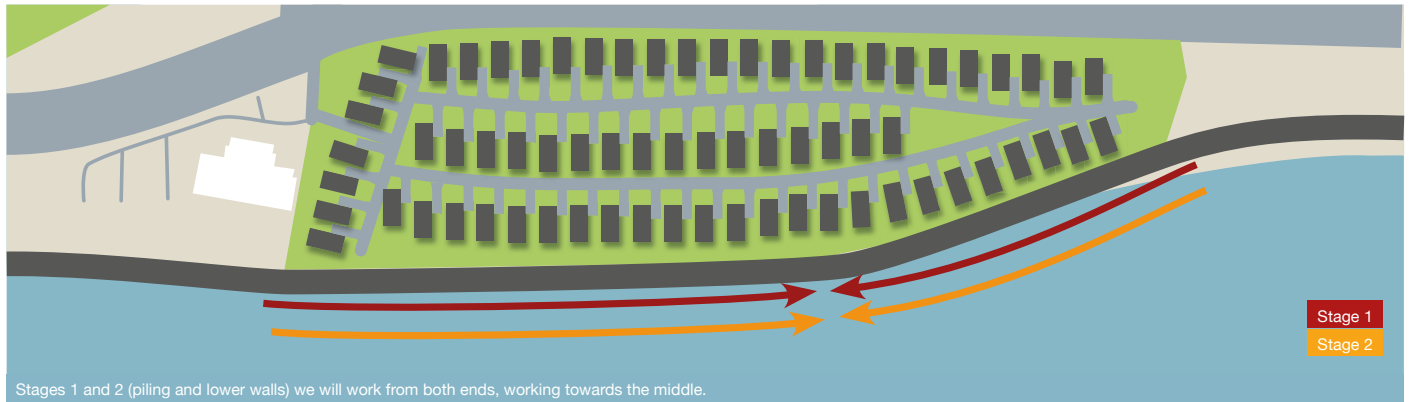 Stage 1
Stage 2
Stages 1 and 2 (piling and lower walls) we will work from both ends, working towards the middle.